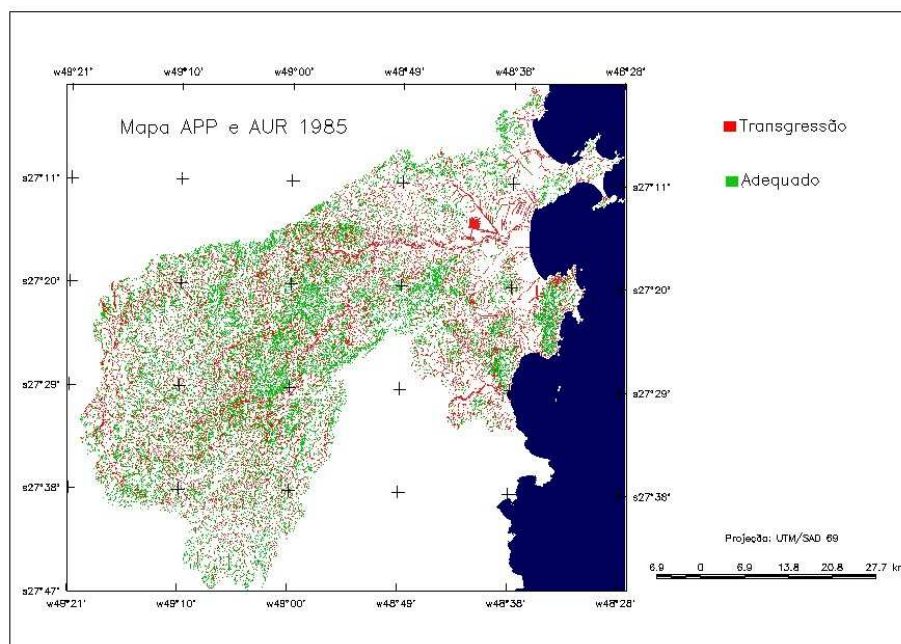 w49°21' w49°10' w49°00' w48°49' w48°38' w48°28'
Mapa APP e AUR 1985
Transgressão
Adequado
s27°11' s27°11'
s27°20' s27°20'
s27°29' s27°29'
s27°38' s27°38'
s27°47'
w49°21' w49°10' w49°00' w48°49' w48°38' w48°28'
Projeção: UTM/SAD 69
6.9 0 6.9 13.8 20.8 27.7 km